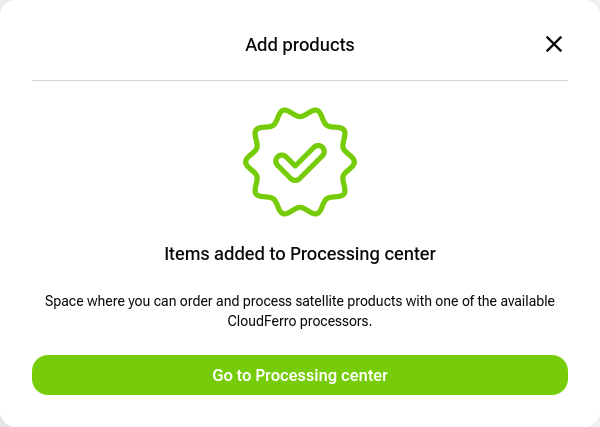 Add products
Items added to Processing center
Space where you can order and process satellite products with one of the available
CloudFerro processors.
Go to Processing center